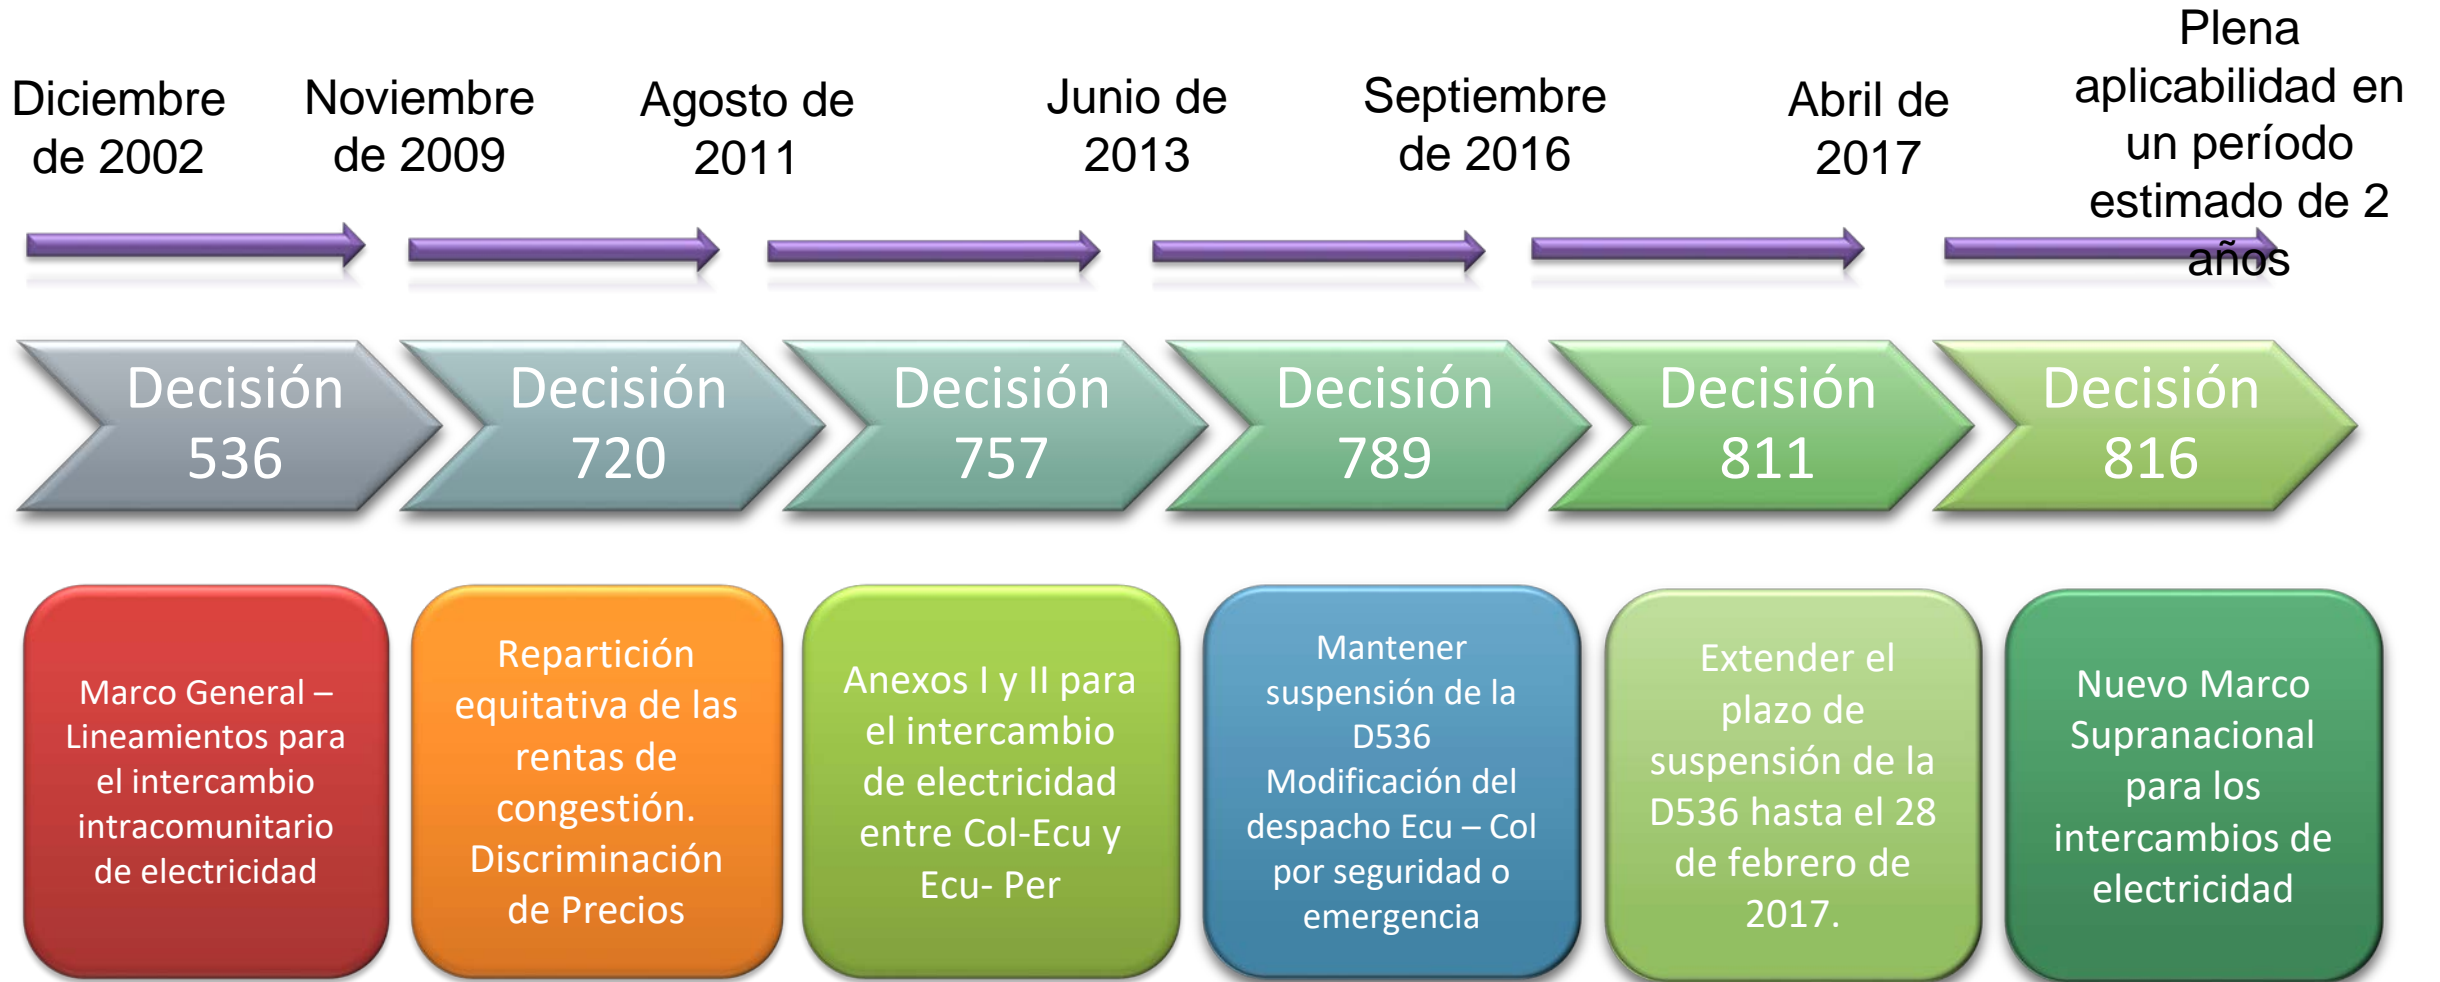 Diciembre
de 2002
Noviembre
de 2009
Agosto de
2011
Junio de
2013
Septiembre
de 2016
Abril de
2017
Plena
aplicabilidad en
un período
estimado de 2
años
Decisión
536
Decisión
720
Decisión
757
Decisión
789
Decisión
811
Decisión
816
Marco General –
Lineamientos para
el intercambio
intracomunitario
de electricidad
Repartición
equitativa de las
rentas de
congestión.
Discriminación
de Precios
Anexos I y II para
el intercambio
de electricidad
entre Col-Ecu y
Ecu- Per
Mantener
suspensión de la
D536
Modificación del
despacho Ecu – Col
por seguridad o
emergencia
Extender el
plazo de
suspensión de la
D536 hasta el 28
de febrero de
2017.
Nuevo Marco
Supranacional
para los
intercambios de
electricidad